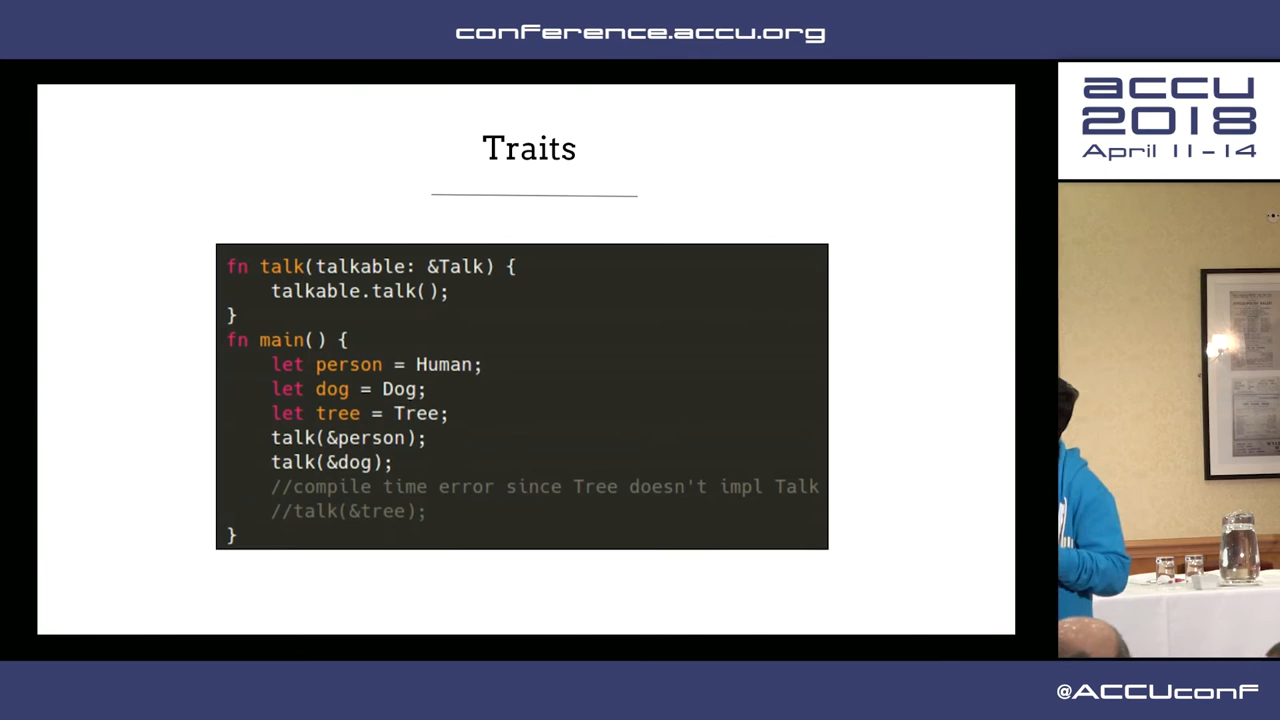 conference.accu.org
accu
2018
April 11-14
Traits
fn talk(talkable: &Talk) {
    talkable.talk();
}
fn main() {
    let person = Human;
    let dog = Dog;
    let tree = Tree;
    talk(&person);
    talk(&dog);
    //compile time error since Tree doesn't impl Talk
    //talk(&tree);
}
@ACCUconf